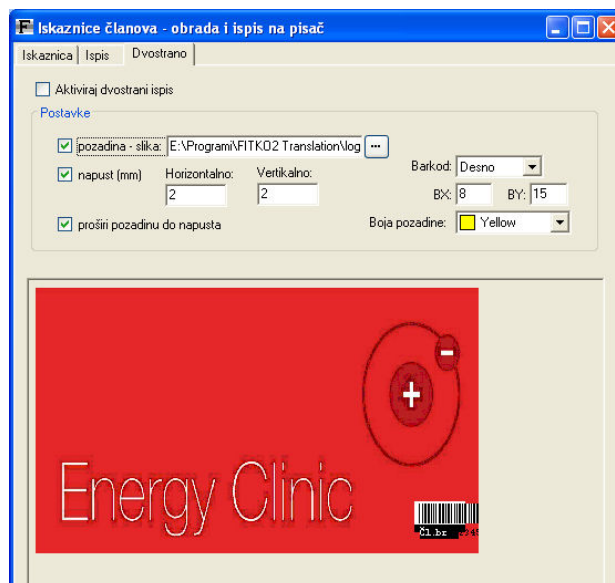 Iskaznice članova - obrada i ispis na pisač
Iskaznica Ispis Dvostrano
Aktiviraj dvostrani ispis
Postavke
pozadina - slika: E:\Programi\FITKO2 Translation\log ...
napust (mm) Horizontalno: Vertikalno: Barkod: Desno
2 2 BX: 8 BY: 15
proširi pozadinu do napusta Boja pozadine: Yellow
Energy Clinic
Čl.br